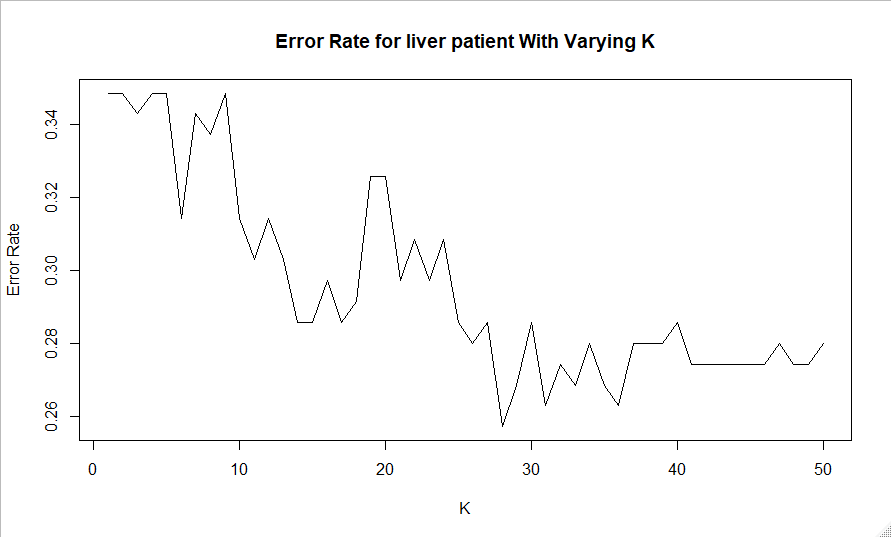 Error Rate for liver patient With Varying K
Error Rate
0.34
0.32
0.30
0.28
0.26
0 10 20 30 40 50
K